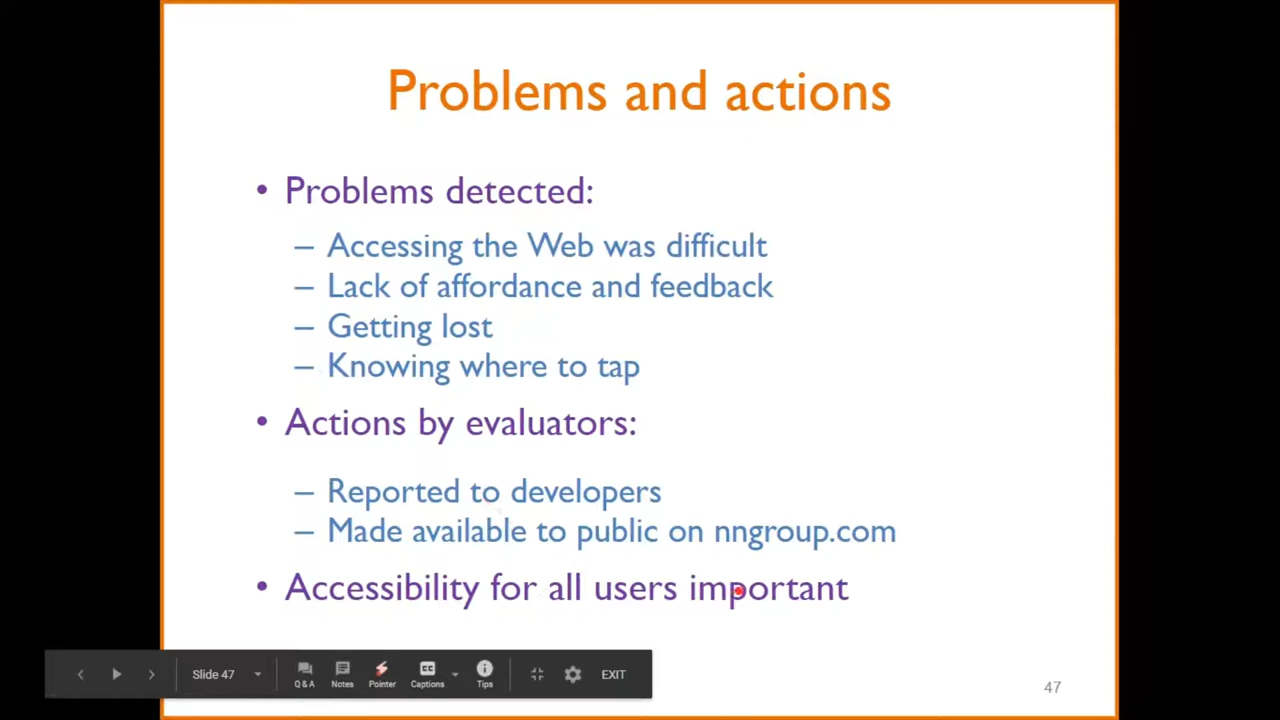 Problems and actions
• Problems detected:
– Accessing the Web was difficult
– Lack of affordance and feedback
– Getting lost
– Knowing where to tap
• Actions by evaluators:
– Reported to developers
– Made available to public on nngroup.com
• Accessibility for all users important
Slide 47
Q & A
Notes
Pointer
CC
Captions
Tips
EXIT
47